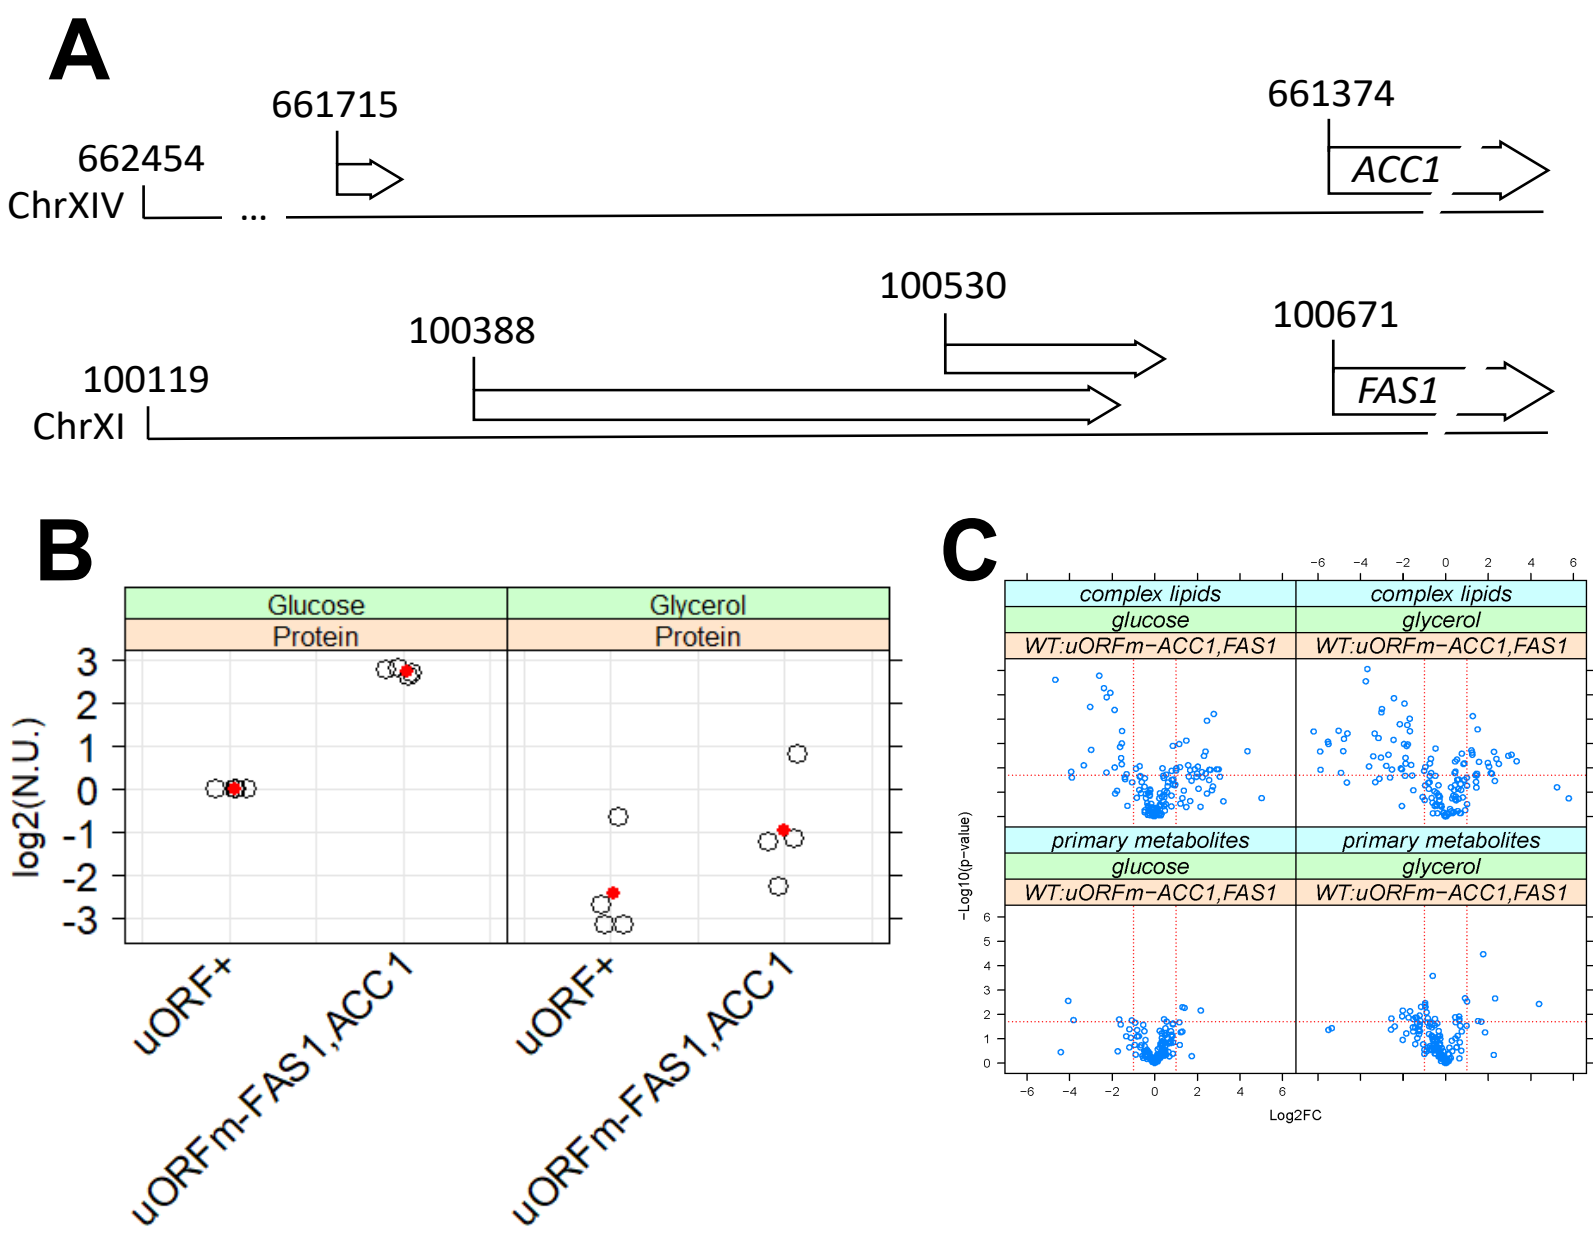 A
661715
661374
662454
ACC1
ChrXIV
...
100530
100388
100671
100119
FAS1
ChrXI
B
Glucose
Glycerol
Protein
Protein
log2(N.U.)
3
2
1
0
-1
-2
-3
uORF+
uORFm-FAS1,ACC1
uORF+
uORFm-FAS1,ACC1
C
−6 −4 −2 0 2 4 6
complex lipids
complex lipids
glucose
glycerol
WT:uORFm−ACC1,FAS1
WT:uORFm−ACC1,FAS1
primary metabolites
primary metabolites
glucose
glycerol
WT:uORFm−ACC1,FAS1
WT:uORFm−ACC1,FAS1
−Log10(p−value)
6
5
4
3
2
1
0
−6 −4 −2 0 2 4 6
Log2FC